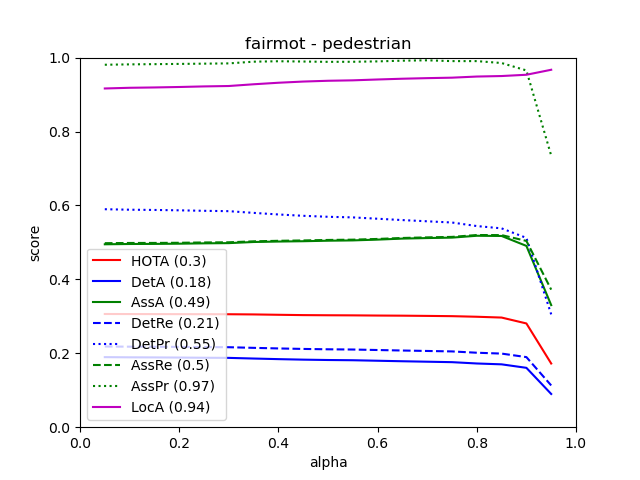 fairmot - pedestrian
1.0
0.8
0.6
0.4
0.2
0.0
score
HOTA (0.3)
DetA (0.18)
AssA (0.49)
DetRe (0.21)
DetPr (0.55)
AssRe (0.5)
AssPr (0.97)
LocA (0.94)
0.0 0.2 0.4 0.6 0.8 1.0
alpha